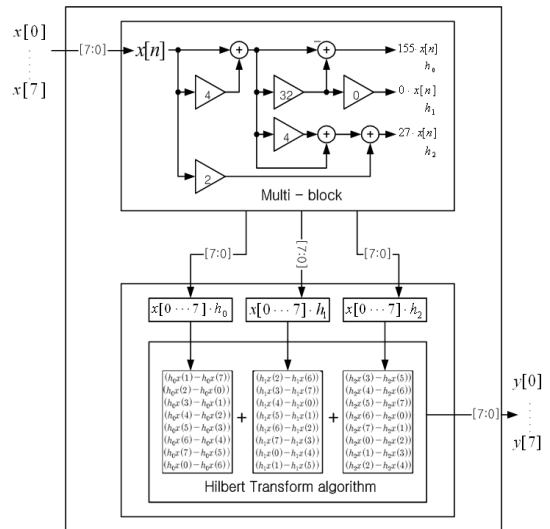 x[0]
x[7]
[7:0]
x[n]
+
−
+
155·x[n]
h₀
4
32
0
0·x[n]
h₁
4
+
+
27·x[n]
h₂
2
Multi – block
[7:0]
[7:0]
[7:0]
x[0⋯7]·h₀
x[0⋯7]·h₁
x[0⋯7]·h₂
(h₀x(1)−h₀x(7))
(h₀x(2)−h₀x(0))
(h₀x(3)−h₀x(1))
(h₀x(4)−h₀x(2))
(h₀x(5)−h₀x(3))
(h₀x(6)−h₀x(4))
(h₀x(7)−h₀x(5))
(h₀x(0)−h₀x(6))
+
(h₁x(2)−h₁x(6))
(h₁x(3)−h₁x(7))
(h₁x(4)−h₁x(0))
(h₁x(5)−h₁x(1))
(h₁x(6)−h₁x(2))
(h₁x(7)−h₁x(3))
(h₁x(0)−h₁x(4))
(h₁x(1)−h₁x(5))
+
(h₂x(3)−h₂x(5))
(h₂x(4)−h₂x(6))
(h₂x(5)−h₂x(7))
(h₂x(6)−h₂x(0))
(h₂x(7)−h₂x(1))
(h₂x(0)−h₂x(2))
(h₂x(1)−h₂x(3))
(h₂x(2)−h₂x(4))
Hilbert Transform algorithm
[7:0]
y[0]
y[7]